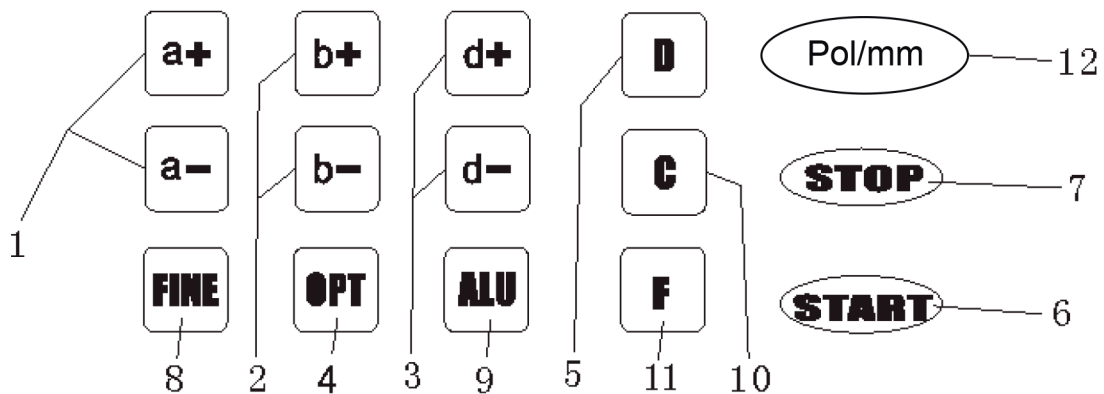 a+ b+ d+ D Pol/mm 12
a− b− d− C STOP 7
1
FINE OPT ALU F START 6
8 2 4 3 9 5 11 10